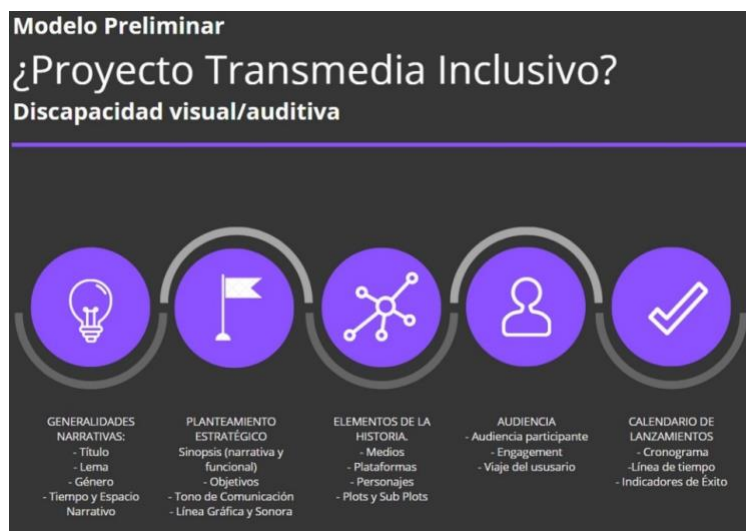 Modelo Preliminar
¿Proyecto Transmedia Inclusivo?
Discapacidad visual/auditiva
GENERALIDADES
NARRATIVAS:
- Título
- Lema
- Género
- Tiempo y Espacio
Narrativo
PLANTEAMIENTO
ESTRATÉGICO
Sinopsis (narrativa y
funcional)
- Objetivos
- Tono de Comunicación
- Línea Gráfica y Sonora
ELEMENTOS DE LA
HISTORIA.
- Medios
- Plataformas
- Personajes
- Plots y Sub Plots
AUDIENCIA
- Audiencia participante
- Engagement
- Viaje del ususario
CALENDARIO DE
LANZAMIENTOS
- Cronograma
-Línea de tiempo
- Indicadores de Éxito